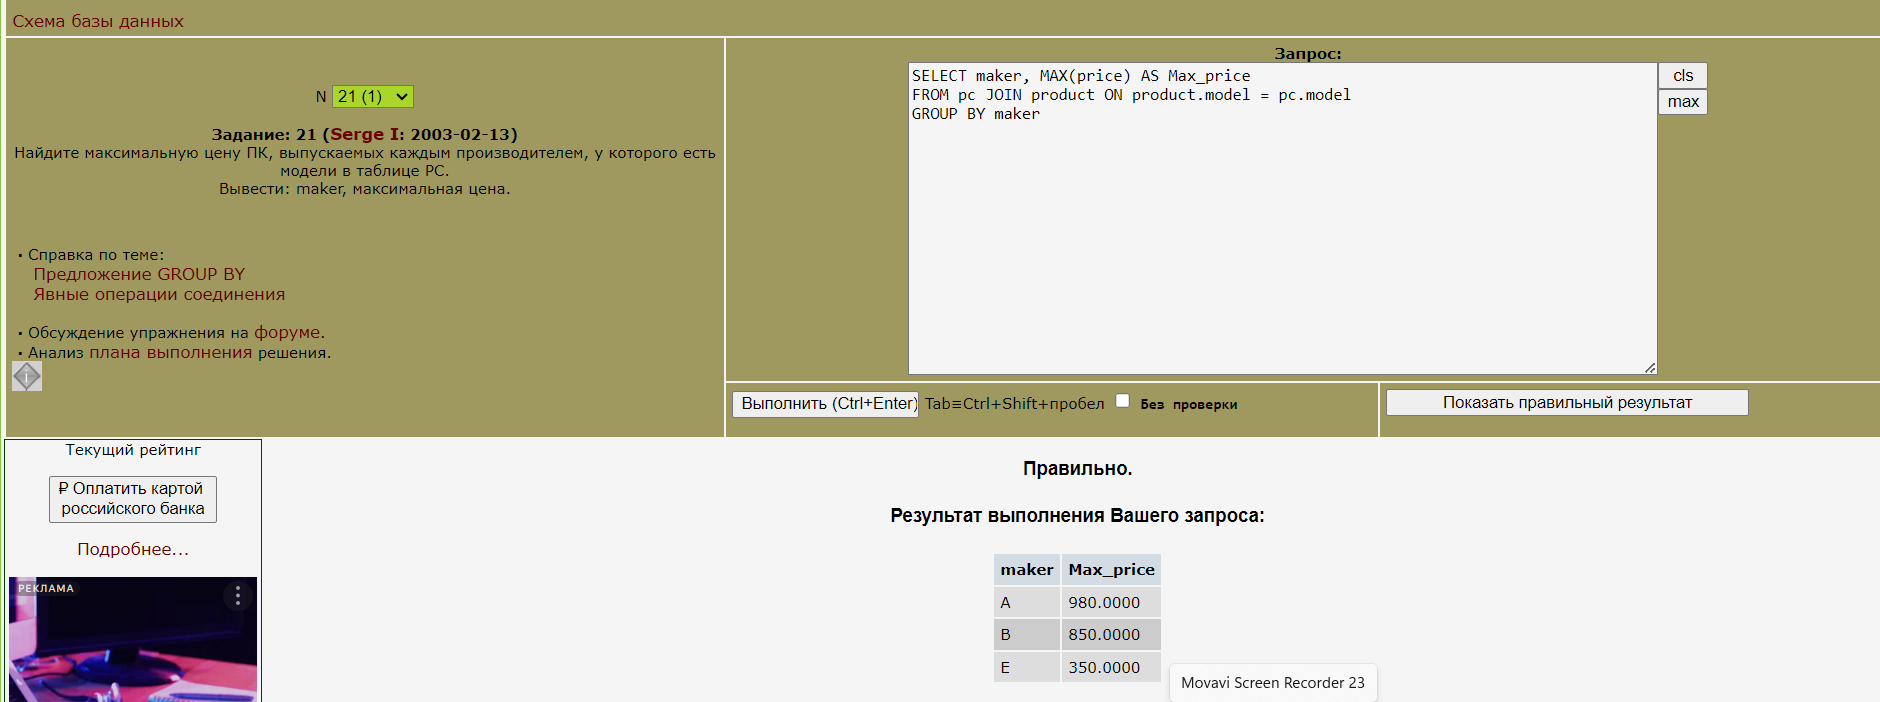 Схема базы данных
N 21 (1)
Задание: 21 (Serge I: 2003-02-13)
Найдите максимальную цену ПК, выпускаемых каждым производителем, у которого есть
модели в таблице PC.
Вывести: maker, максимальная цена.
· Справка по теме:
Предложение GROUP BY
Явные операции соединения
· Обсуждение упражнения на форуме.
· Анализ плана выполнения решения.
i
Запрос:
SELECT maker, MAX(price) AS Max_price
FROM pc JOIN product ON product.model = pc.model
GROUP BY maker
cls
max
Выполнить (Ctrl+Enter) Tab≡Ctrl+Shift+пробел Без проверки
Показать правильный результат
Текущий рейтинг
₽ Оплатить картой
российского банка
Подробнее...
РЕКЛАМА
Правильно.
Результат выполнения Вашего запроса:
maker Max_price
A 980.0000
B 850.0000
E 350.0000
Movavi Screen Recorder 23